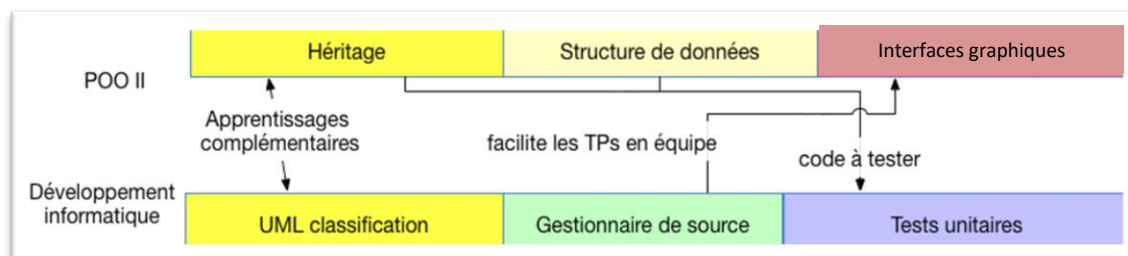 Héritage
Structure de données
Interfaces graphiques
POO II
Apprentissages
complémentaires
facilite les TPs en équipe
code à tester
Développement
informatique
UML classification
Gestionnaire de source
Tests unitaires